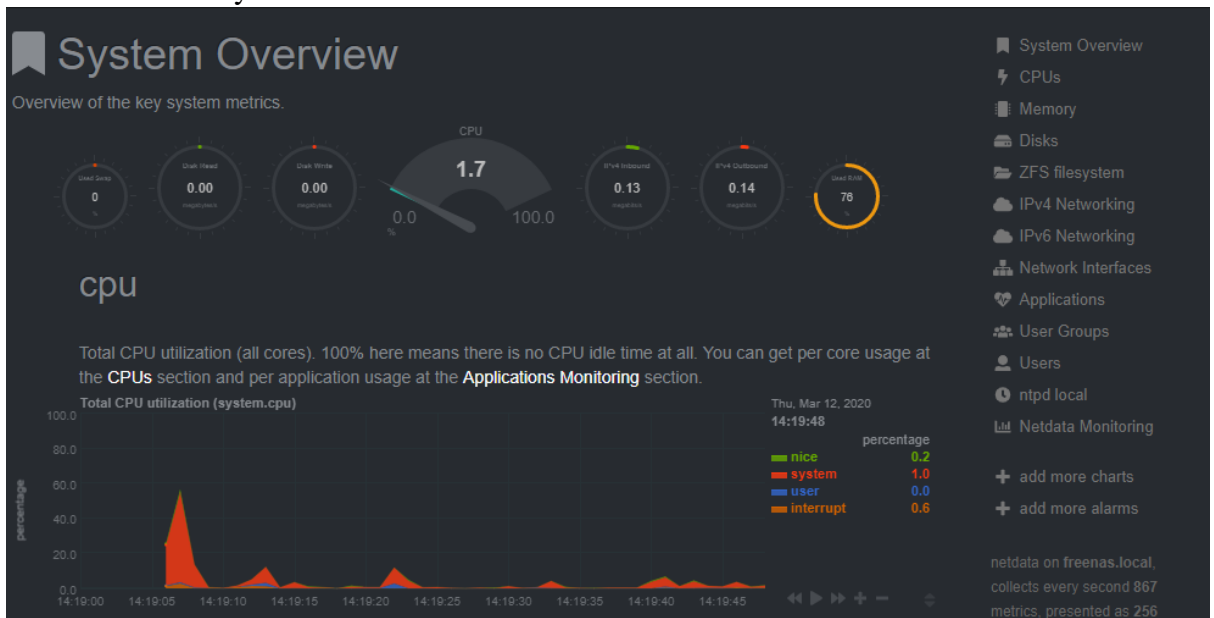 System Overview
Overview of the key system metrics.
Used Swap
0
%
Disk Read
0.00
megabytes/s
Disk Write
0.00
megabytes/s
CPU
1.7
0.0
100.0
%
IPv4 Inbound
0.13
megabits/s
IPv4 Outbound
0.14
megabits/s
Used RAM
76
%
cpu
Total CPU utilization (all cores). 100% here means there is no CPU idle time at all. You can get per core usage at
the CPUs section and per application usage at the Applications Monitoring section.
Total CPU utilization (system.cpu)
100.0
80.0
60.0
40.0
20.0
0.0
percentage
14:19:00 14:19:05 14:19:10 14:19:15 14:19:20 14:19:25 14:19:30 14:19:35 14:19:40 14:19:45
Thu, Mar 12, 2020
14:19:48
percentage
nice 0.2
system 1.0
user 0.0
interrupt 0.6
System Overview
CPUs
Memory
Disks
ZFS filesystem
IPv4 Networking
IPv6 Networking
Network Interfaces
Applications
User Groups
Users
ntpd local
Netdata Monitoring
add more charts
add more alarms
netdata on freenas.local,
collects every second 867
metrics, presented as 256